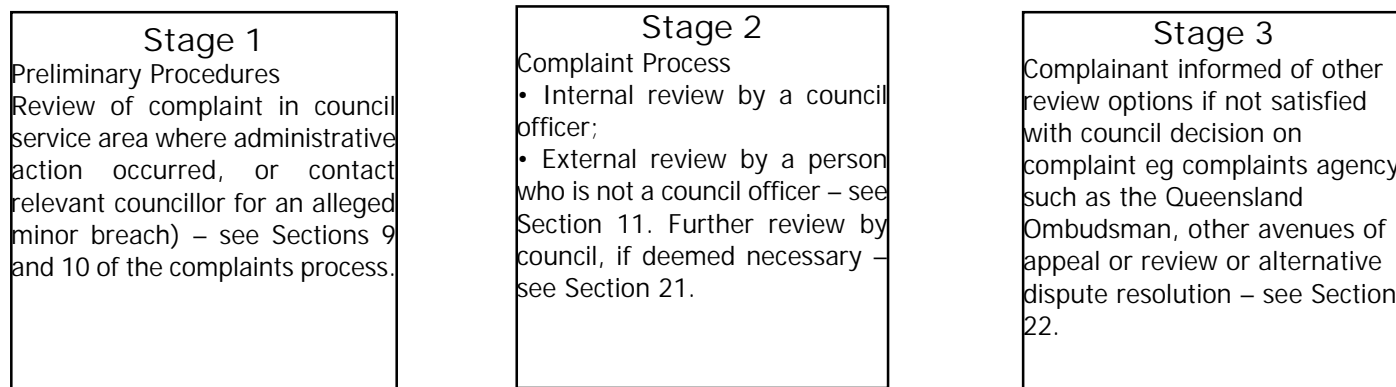 Stage 1
Preliminary Procedures
Review of complaint in council
service area where administrative
action occurred, or contact
relevant councillor for an alleged
minor breach) – see Sections 9
and 10 of the complaints process.
Stage 2
Complaint Process
• Internal review by a council
officer;
• External review by a person
who is not a council officer – see
Section 11. Further review by
council, if deemed necessary –
see Section 21.
Stage 3
Complainant informed of other
review options if not satisfied
with council decision on
complaint eg complaints agency
such as the Queensland
Ombudsman, other avenues of
appeal or review or alternative
dispute resolution – see Section
22.